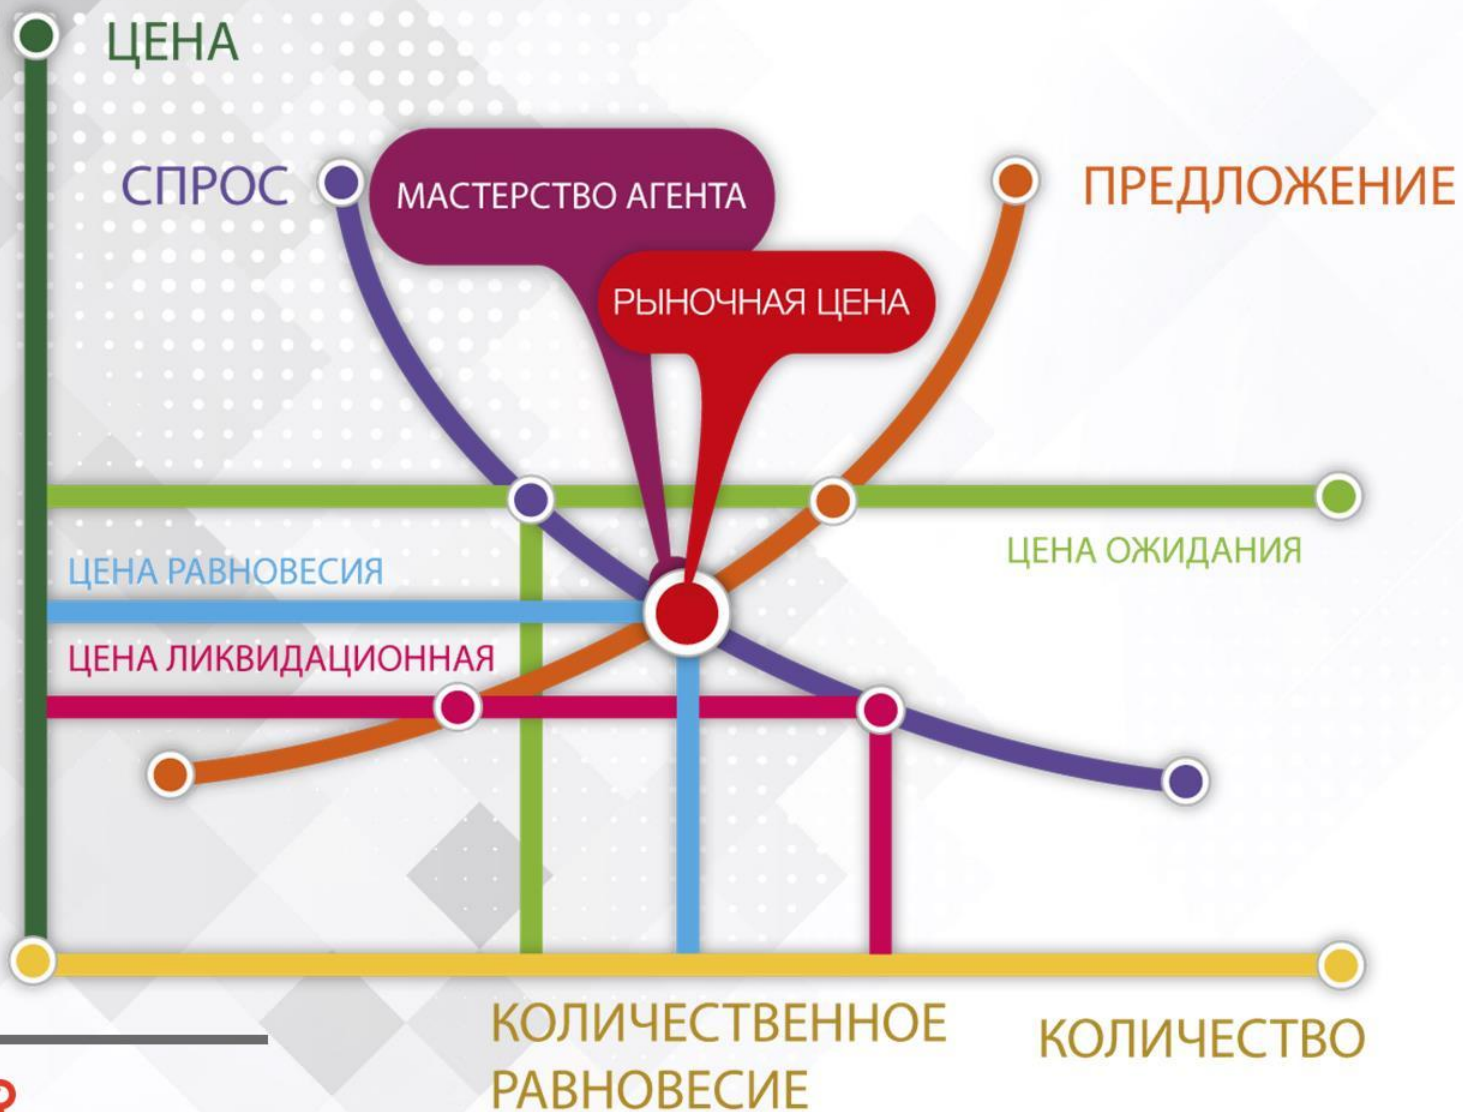 ЦЕНА
СПРОС
МАСТЕРСТВО АГЕНТА
ПРЕДЛОЖЕНИЕ
РЫНОЧНАЯ ЦЕНА
ЦЕНА ОЖИДАНИЯ
ЦЕНА РАВНОВЕСИЯ
ЦЕНА ЛИКВИДАЦИОННАЯ
КОЛИЧЕСТВЕННОЕ
РАВНОВЕСИЕ
КОЛИЧЕСТВО